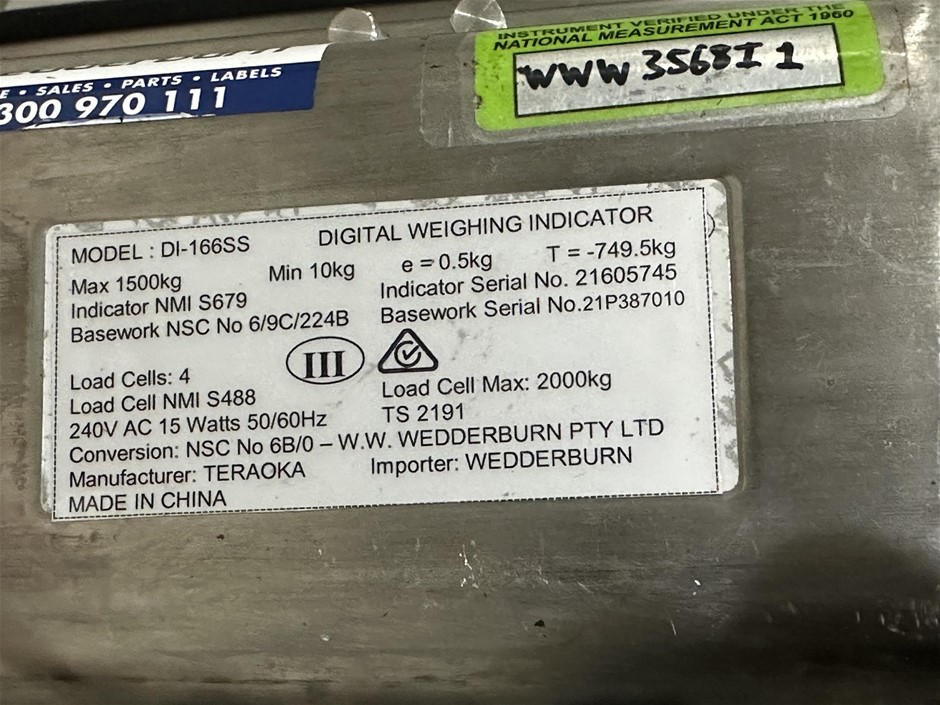 E • SALES • PARTS • LABELS
300 970 111
INSTRUMENT VERIFIED UNDER THE
NATIONAL MEASUREMENT ACT 1960
WWW 3568I 1
MODEL : DI-166SS DIGITAL WEIGHING INDICATOR
Max 1500kg Min 10kg e = 0.5kg T = -749.5kg
Indicator NMI S679 Indicator Serial No. 21605745
Basework NSC No 6/9C/224B Basework Serial No.21P387010
III
Load Cells: 4 Load Cell Max: 2000kg
Load Cell NMI S488 TS 2191
240V AC 15 Watts 50/60Hz
Conversion: NSC No 6B/0 – W.W. WEDDERBURN PTY LTD
Manufacturer: TERAOKA Importer: WEDDERBURN
MADE IN CHINA